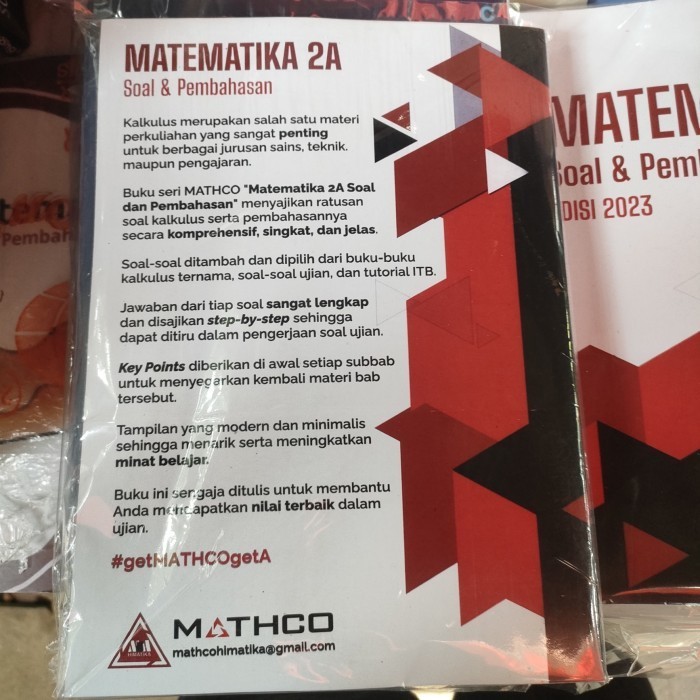 MATEMATIKA 2A
Soal & Pembahasan
Kalkulus merupakan salah satu materi
perkuliahan yang sangat penting
untuk berbagai jurusan sains, teknik.
maupun pengajaran.
Buku seri MATHCO "Matematika 2A Soal
dan Pembahasan" menyajikan ratusan
soal kalkulus serta pembahasannya
secara komprehensif, singkat, dan jelas.
Soal-soal ditambah dan dipilih dari buku-buku
kalkulus ternama, soal-soal ujian, dan tutorial ITB.
Jawaban dari tiap soal sangat lengkap
dan disajikan step-by-step sehingga
dapat ditiru dalam pengerjaan soal ujian.
Key Points diberikan di awal setiap subbab
untuk menyegarkan kembali materi bab
tersebut.
Tampilan yang modern dan minimalis
sehingga menarik serta meningkatkan
minat belajar.
Buku ini sengaja ditulis untuk membantu
Anda mendapatkan nilai terbaik dalam
ujian.
#getMATHCOgetA
HIMATIKA
MATHCO
mathcohimatika@gmail.com
MATEM
Soal & Pemb
DISI 2023
tem
Pembah